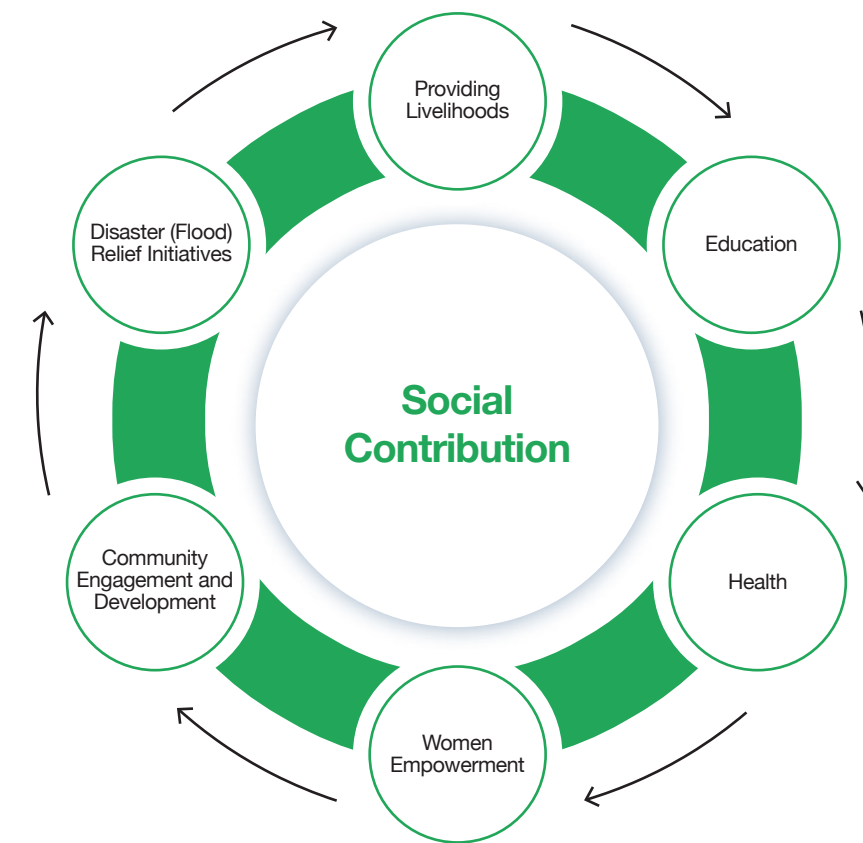 Providing
Livelihoods
Education
Health
Women
Empowerment
Community
Engagement and
Development
Disaster (Flood)
Relief Initiatives
Social
Contribution